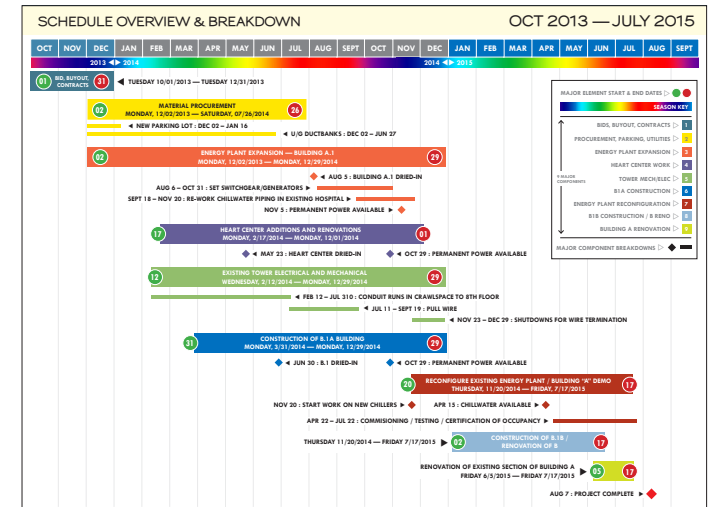 SCHEDULE OVERVIEW & BREAKDOWN
OCT 2013 — JULY 2015
OCT NOV DEC JAN FEB MAR APR MAY JUN JUL AUG SEPT OCT NOV DEC JAN FEB MAR APR MAY JUN JUL AUG SEPT
2013 ◀▶ 2014
2014 ◀▶ 2015
01 BID, BUYOUT, CONTRACTS 31
◀ TUESDAY 10/01/2013 — TUESDAY 12/31/2013
02 MATERIAL PROCUREMENT 26
MONDAY, 12/02/2013 — SATURDAY, 07/26/2014
◀ NEW PARKING LOT : DEC 02 – JAN 16
◀ U/G DUCTBANKS : DEC 02 – JUN 27
02 ENERGY PLANT EXPANSION — BUILDING A.1 29
MONDAY, 12/02/2013 — MONDAY, 12/29/2014
◀ AUG 5 : BUILDING A.1 DRIED-IN
AUG 6 – OCT 31 : SET SWITCHGEAR/GENERATORS ▶
SEPT 18 – NOV 20 : RE-WORK CHILLWATER PIPING IN EXISTING HOSPITAL ▶
NOV 5 : PERMANENT POWER AVAILABLE ▶
17 HEART CENTER ADDITIONS AND RENOVATIONS 01
MONDAY, 2/17/2014 — MONDAY, 12/01/2014
◀ MAY 23 : HEART CENTER DRIED-IN
◀ OCT 29 : PERMANENT POWER AVAILABLE
12 EXISTING TOWER ELECTRICAL AND MECHANICAL 29
WEDNESDAY, 2/12/2014 — MONDAY, 12/29/2014
◀ FEB 12 – JUL 310 : CONDUIT RUNS IN CRAWLSPACE TO 8TH FLOOR
◀ JUL 11 – SEPT 19 : PULL WIRE
◀ NOV 23 – DEC 29 : SHUTDOWNS FOR WIRE TERMINATION
31 CONSTRUCTION OF B.1A BUILDING 29
MONDAY, 3/31/2014 — MONDAY, 12/29/2014
◀ JUN 30 : B.1 DRIED-IN
◀ OCT 29 : PERMANENT POWER AVAILABLE
20 RECONFIGURE EXISTING ENERGY PLANT / BUILDING "A" DEMO 17
THURSDAY, 11/20/2014 — FRIDAY, 7/17/2015
NOV 20 : START WORK ON NEW CHILLERS ▶
APR 15 : CHILLWATER AVAILABLE ▶
APR 22 – JUL 22 : COMMISIONING / TESTING / CERTIFICATION OF OCCUPANCY ▶
THURSDAY 11/20/2014 — FRIDAY 7/17/2015 ▶
02 CONSTRUCTION OF B.1B / 17
RENOVATION OF B
RENOVATION OF EXISTING SECTION OF BUILDING A
FRIDAY 6/5/2015 — FRIDAY 7/17/2015 ▶
05 17
AUG 7 : PROJECT COMPLETE ▶
MAJOR ELEMENT START & END DATES ▷
SEASON KEY
9 MAJOR
COMPONENTS
BIDS, BUYOUT, CONTRACTS ▷ 1
PROCUREMENT, PARKING, UTILITIES ▷ 2
ENERGY PLANT EXPANSION ▷ 3
HEART CENTER WORK ▷ 4
TOWER MECH/ELEC ▷ 5
B1A CONSTRUCTION ▷ 6
ENERGY PLANT RECONFIGURATION ▷ 7
B1B CONSTRUCTION / B RENO ▷ 8
BUILDING A RENOVATION ▷ 9
MAJOR COMPONENT BREAKDOWNS ▷